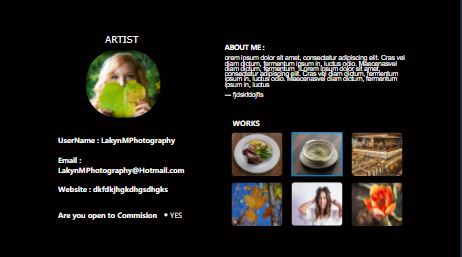 ARTIST
UserName : LakynMPhotography
Email :
LakynMPhotography@Hotmail.com
Website : dkfdkjhgkdhgsdhgks
Are you open to Commision • YES
ABOUT ME :
orem ipsum dolor sit amet, consectetur adipiscing elit. Cras vel
diam dictum, fermentum ipsum in, luctus odio. Maecenasvel
diam dictum, fermentum Lorem ipsum dolor sit amet,
consectetur adipiscing elit. Cras vel diam dictum, fermentum
ipsum in, luctus odio. Maecenasvel diam dictum, fermentum
ipsum in, luctus
WORKS